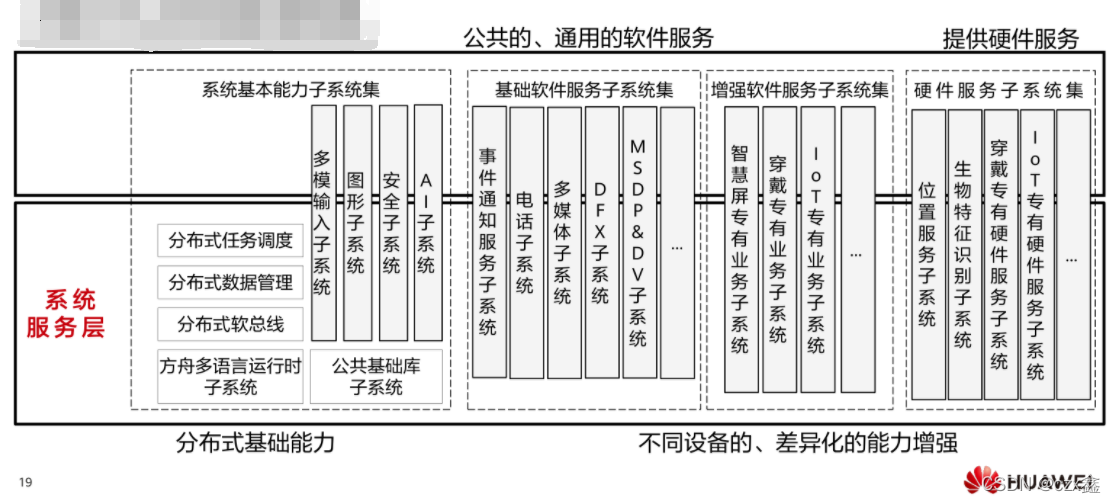 公共的、通用的软件服务
提供硬件服务
系统基本能力子系统集
基础软件服务子系统集
增强软件服务子系统集
硬件服务子系统集
多模输入子系统
图形子系统
安全子系统
AI子系统
分布式任务调度
分布式数据管理
分布式软总线
方舟多语言运行时
子系统
公共基础库
子系统
事件通知服务子系统
电话子系统
多媒体子系统
DFX子系统
MSDP&DV子系统
...
智慧屏专有业务子系统
穿戴专有业务子系统
IoT专有业务子系统
...
位置服务子系统
生物特征识别子系统
穿戴专有硬件服务子系统
IoT专有硬件服务子系统
...
系统
服务层
分布式基础能力
不同设备的、差异化的能力增强
19
HUAWEI